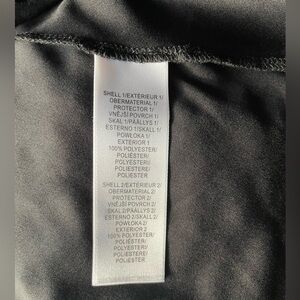 SHELL 1/EXTÉRIEUR 1/
OBERMATERIAL 1/
PROTECTOR 1/
VNĚJŠÍ POVRCH 1/
SKAL 1/PÄÄLLYS 1/
ESTERNO 1/SKALL 1/
POWŁOKA 1/
EXTERIOR 1
100% POLYESTER/
POLIÉSTER/
POLYESTER/
POLYESTER/
POLIESTER/
POLIESTER
SHELL 2/EXTÉRIEUR 2/
OBERMATERIAL 2/
PROTECTOR 2/
VNĚJŠÍ POVRCH 2/
SKAL 2/PÄÄLLYS 2/
ESTERNO 2/SKALL 2/
POWŁOKA 2/
EXTERIOR 2
100% POLYESTER/
POLIÉSTER/
POLYESTER/
POLYESTERI/
POLIESTERE/
POLIESTER